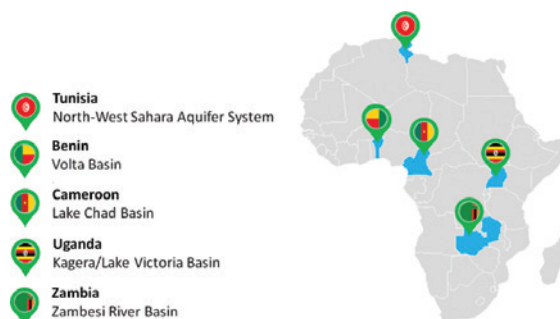 Tunisia
North-West Sahara Aquifer System
Benin
Volta Basin
Cameroon
Lake Chad Basin
Uganda
Kagera/Lake Victoria Basin
Zambia
Zambesi River Basin